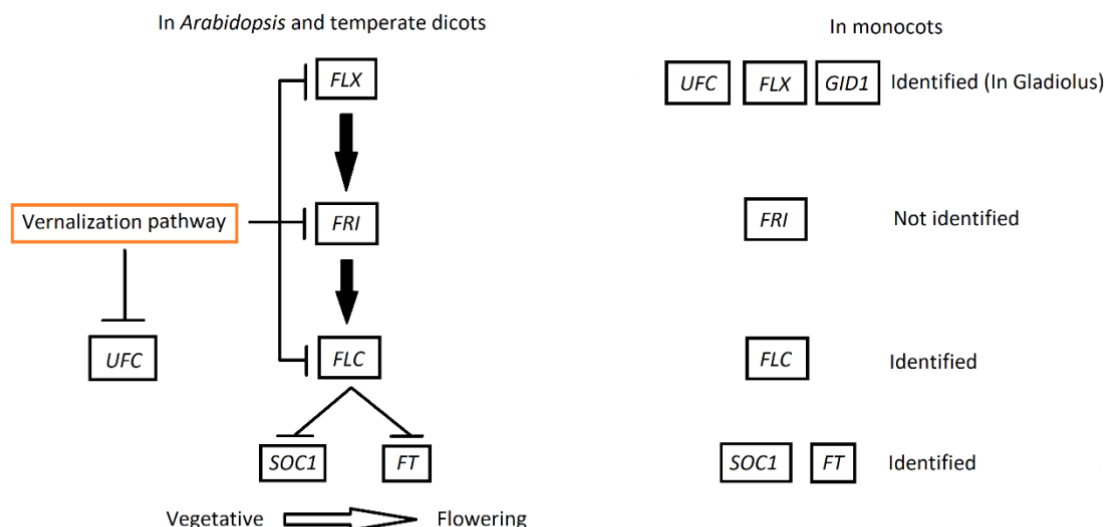 In Arabidopsis and temperate dicots
In monocots
FLX
UFC FLX GID1 Identified (In Gladiolus)
Vernalization pathway
FRI
FRI Not identified
UFC
FLC
FLC Identified
SOC1 FT
SOC1 FT Identified
Vegetative Flowering